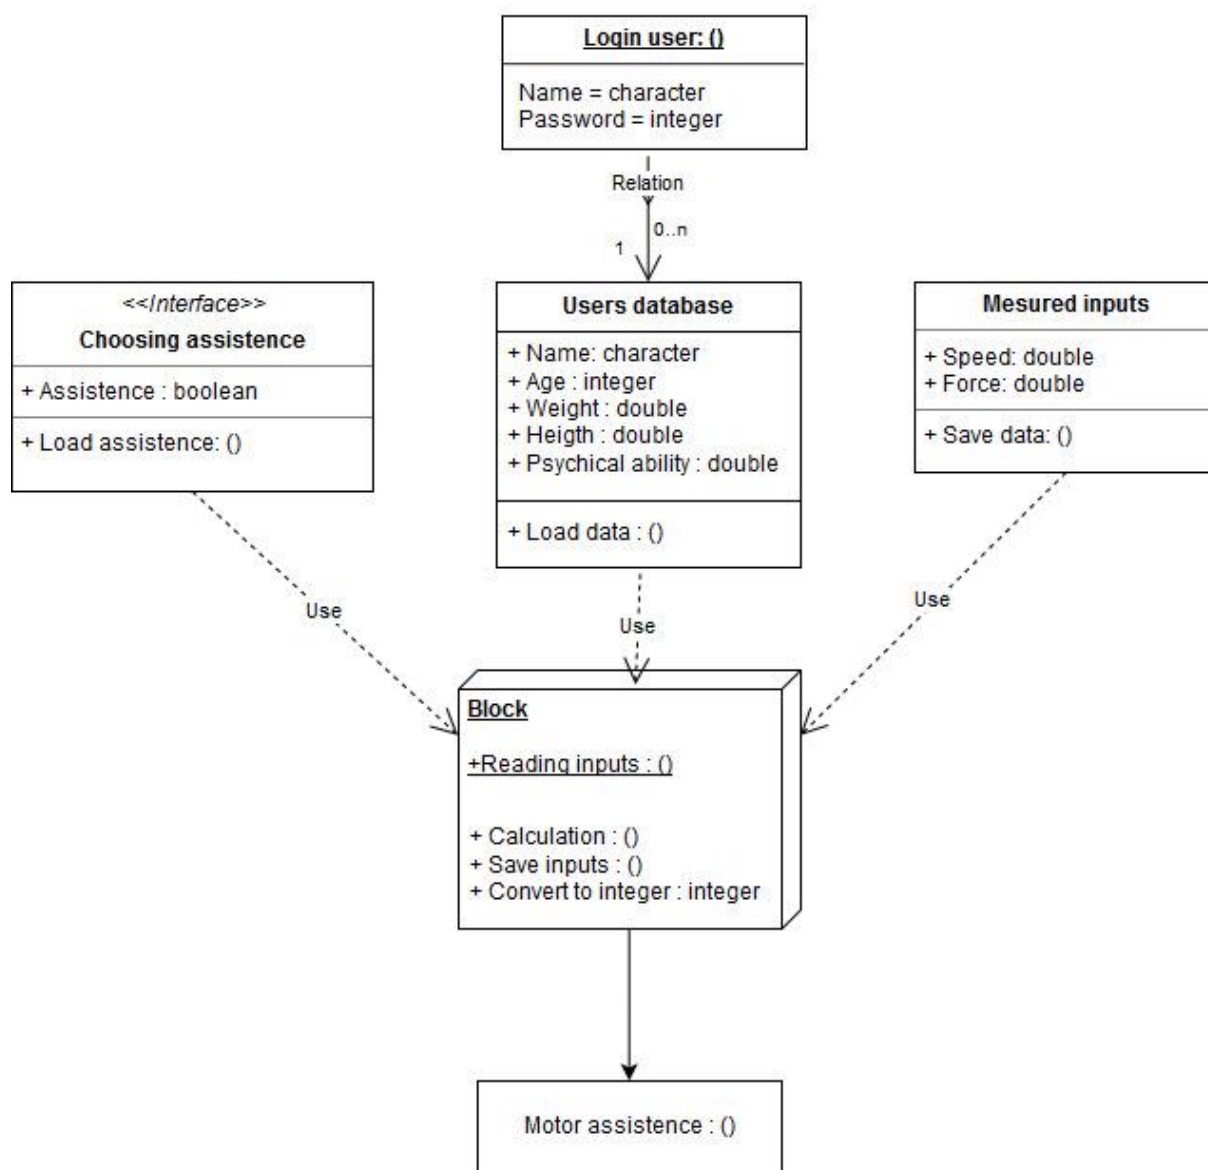 Login user: ()
Name = character
Password = integer
Relation
0..n
1
<<Interface>>
Choosing assistence
+ Assistence : boolean
+ Load assistence: ()
Users database
+ Name: character
+ Age : integer
+ Weight : double
+ Heigth : double
+ Psychical ability : double
+ Load data : ()
Mesured inputs
+ Speed: double
+ Force: double
+ Save data: ()
Use
Use
Use
Block
+Reading inputs : ()
+ Calculation : ()
+ Save inputs : ()
+ Convert to integer : integer
Motor assistence : ()